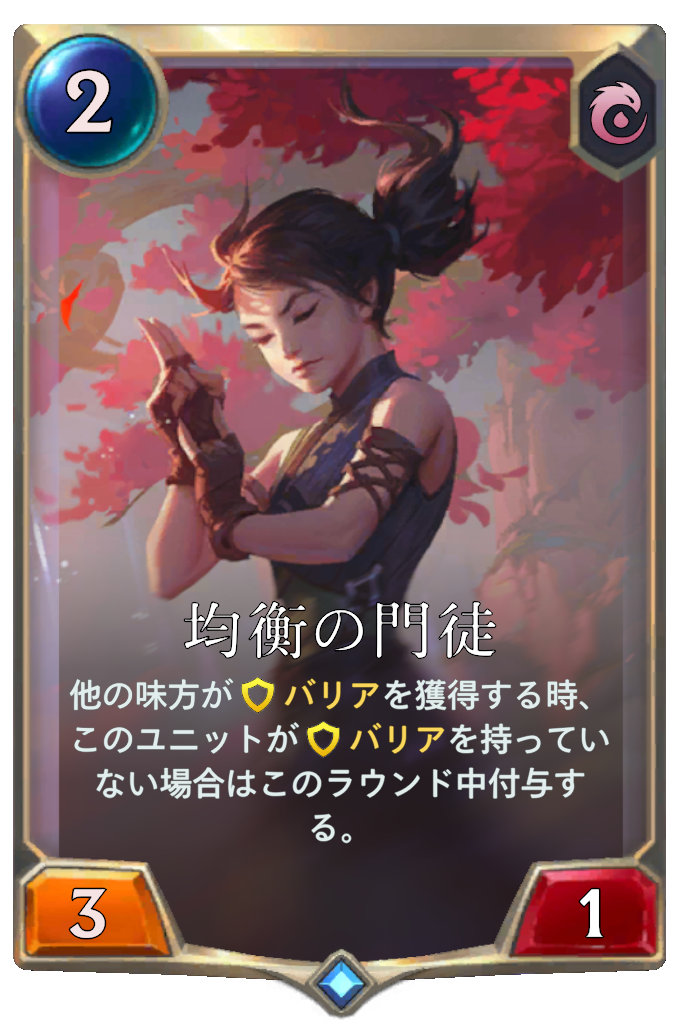 2
均衡の門徒
他の味方がバリアを獲得する時、
このユニットがバリアを持ってい
ない場合はこのラウンド中付与す
る。
3
1